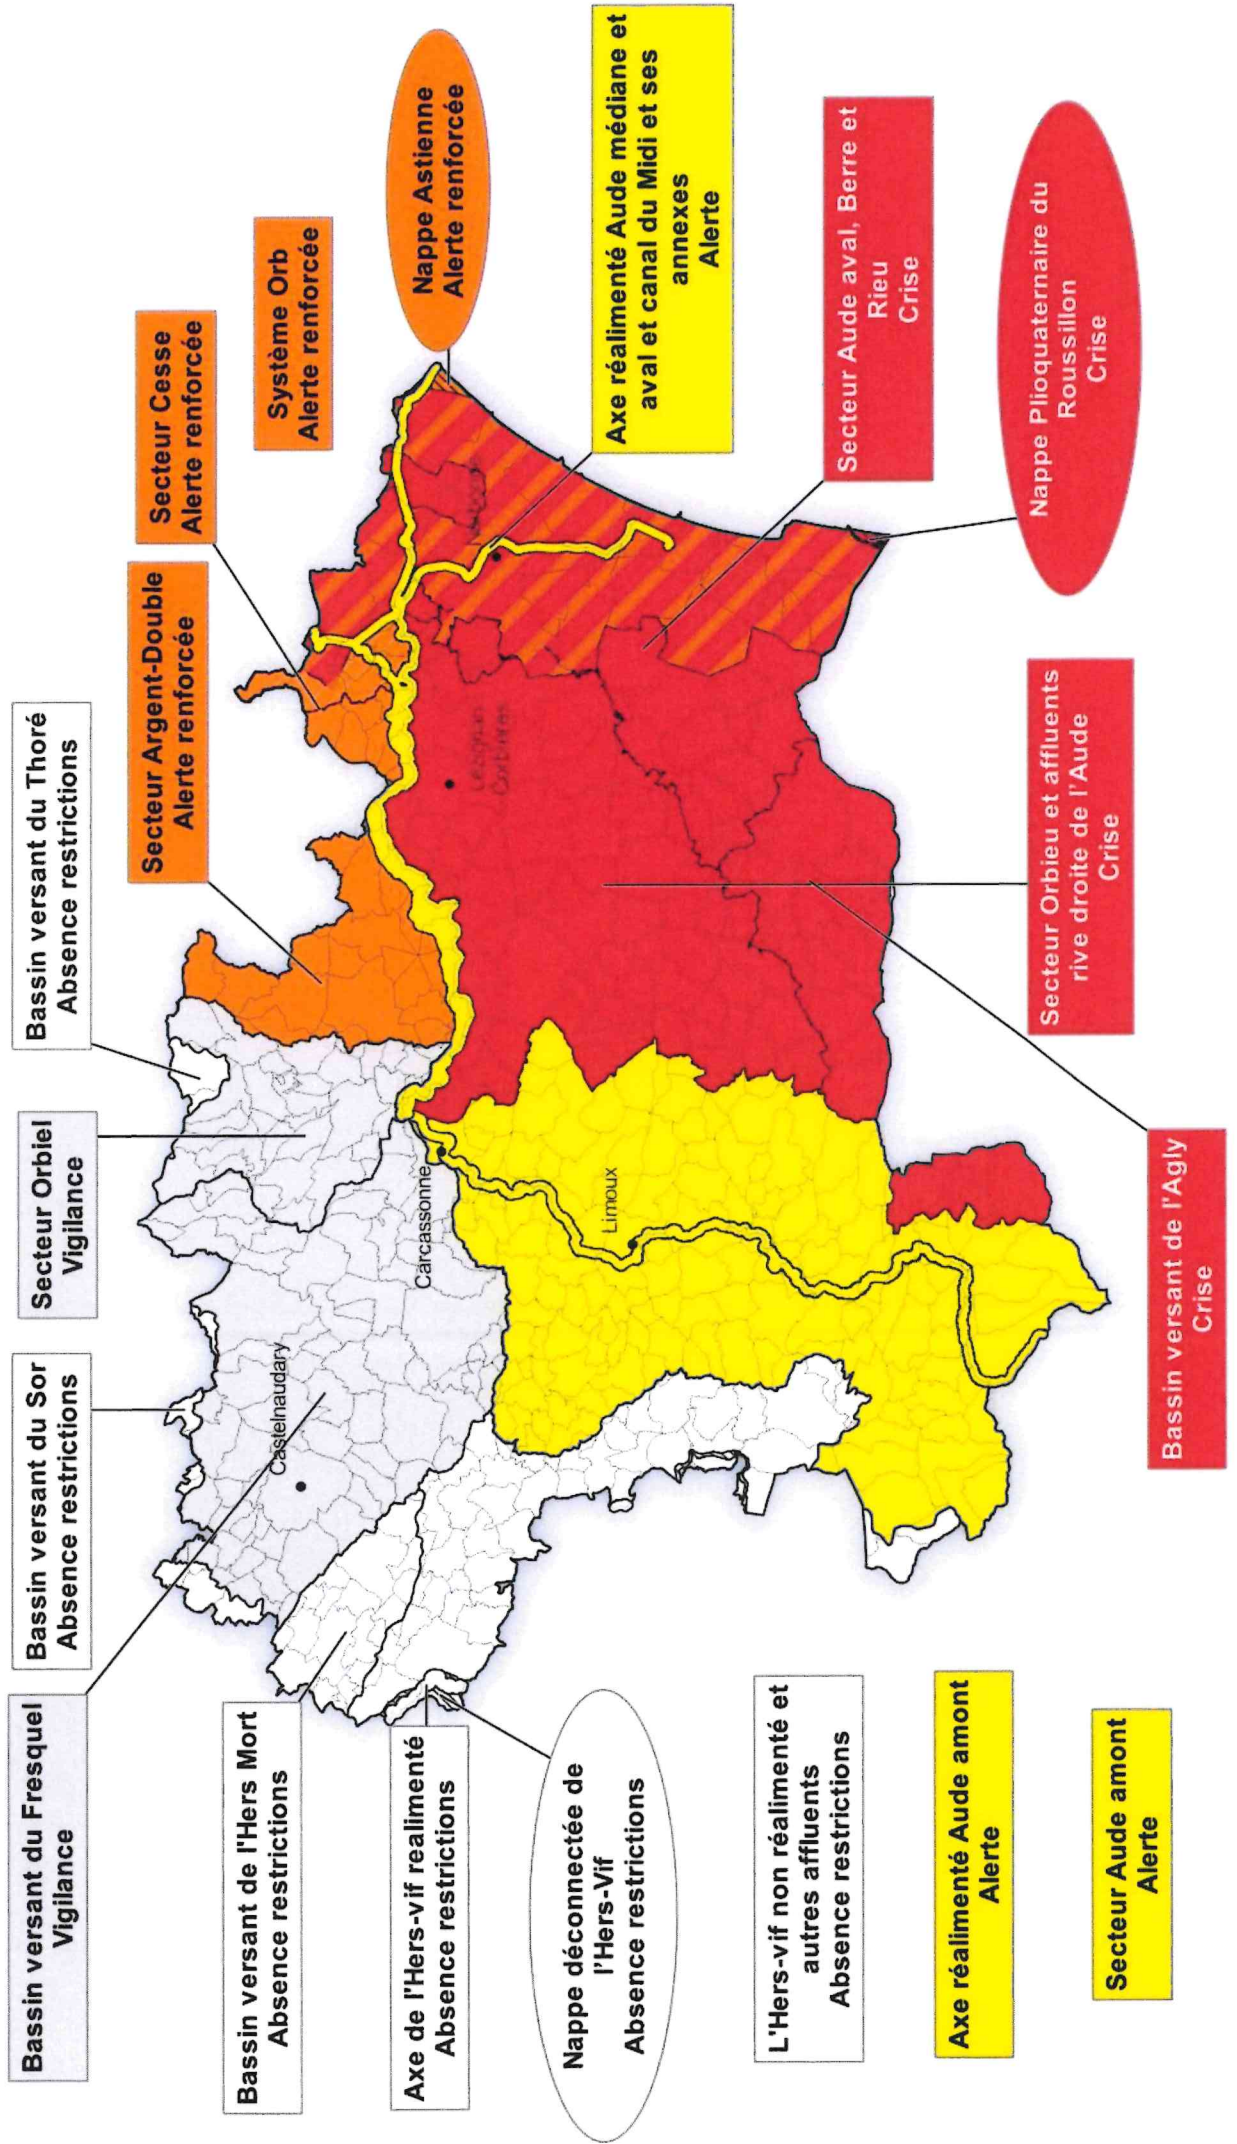 Bassin versant du Fresquel
Vigilance
Bassin versant du Sor
Absence restrictions
Secteur Orbiel
Vigilance
Bassin versant du Thoré
Absence restrictions
Secteur Argent-Double
Alerte renforcée
Secteur Cesse
Alerte renforcée
Système Orb
Alerte renforcée
Nappe Astienne
Alerte renforcée
Axe réalimenté Aude médiane et
aval et canal du Midi et ses
annexes
Alerte
Secteur Aude aval, Berre et
Rieu
Crise
Nappe Plioquaternaire du
Roussillon
Crise
Secteur Orbieu et affluents
rive droite de l'Aude
Crise
Bassin versant de l'Agly
Crise
Bassin versant de l'Hers Mort
Absence restrictions
Axe de l'Hers-vif realimenté
Absence restrictions
Nappe déconnectée de
l'Hers-Vif
Absence restrictions
L'Hers-vif non réalimenté et
autres affluents
Absence restrictions
Axe réalimenté Aude amont
Alerte
Secteur Aude amont
Alerte
Castelnaudary
Carcassonne
Limoux
Lézignan
Corbières